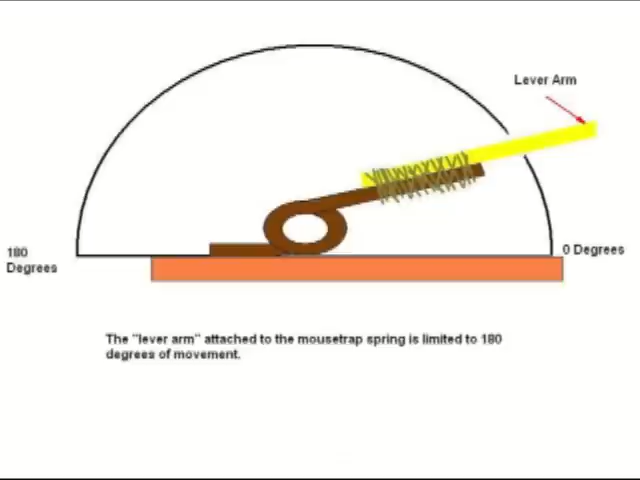 Lever Arm
0 Degrees
180
Degrees
The "lever arm" attached to the mousetrap spring is limited to 180
degrees of movement.